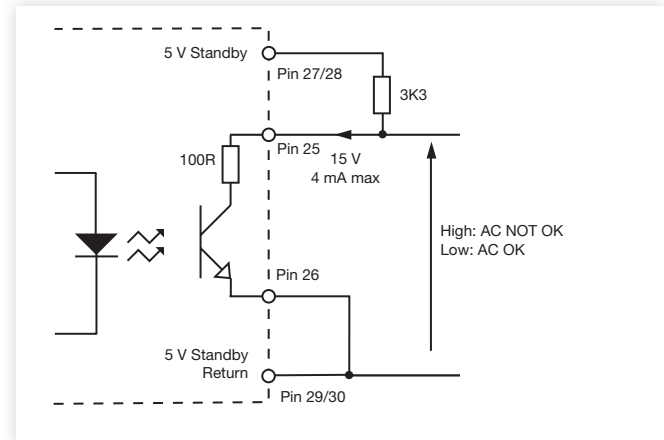 5 V Standby
Pin 27/28
3K3
Pin 25
100R
15 V
4 mA max
High: AC NOT OK
Low: AC OK
Pin 26
5 V Standby
Return
Pin 29/30